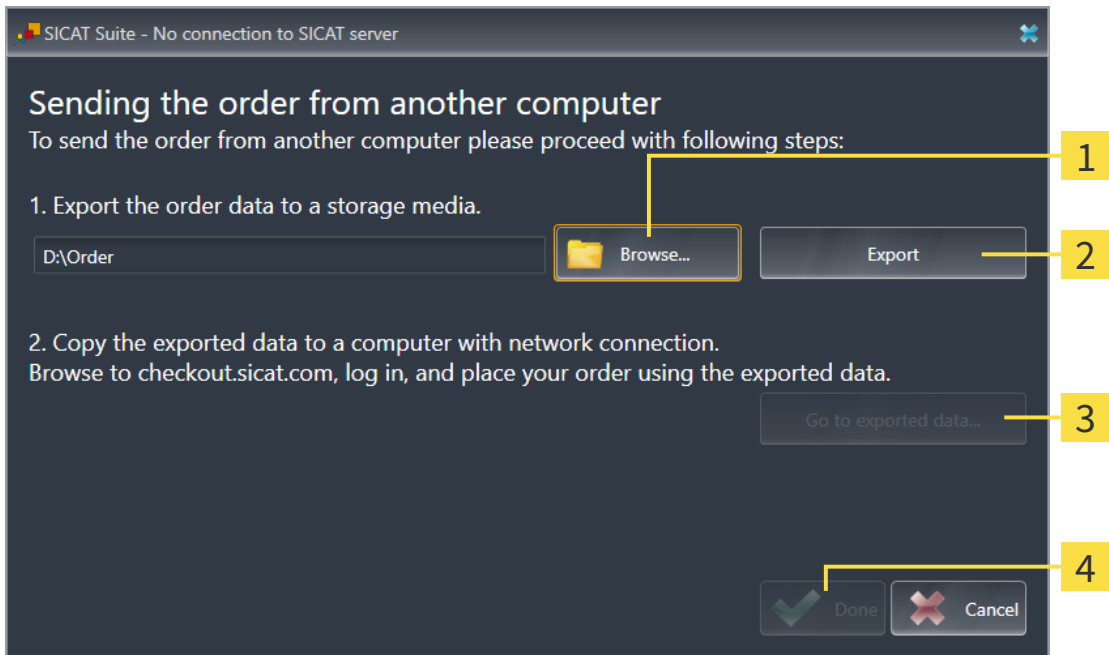 SICAT Suite - No connection to SICAT server
Sending the order from another computer
To send the order from another computer please proceed with following steps:
1
1. Export the order data to a storage media.
D:\Order
Browse...
Export
2
2. Copy the exported data to a computer with network connection.
Browse to checkout.sicat.com, log in, and place your order using the exported data.
Go to exported data...
3
4
Done
Cancel